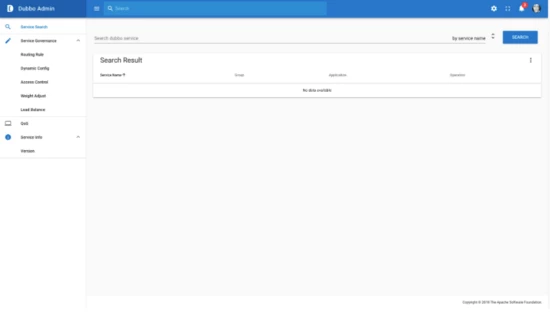 Dubbo Admin
Search
Service Search
Service Governance
Routing Rule
Dynamic Config
Access Control
Weight Adjust
Load Balance
QoS
Service Info
Version
Search dubbo service
by service name
SEARCH
Search Result
Service Name
Group
Application
Operation
No data available
Copyright © 2018 The Apache Software Foundation.